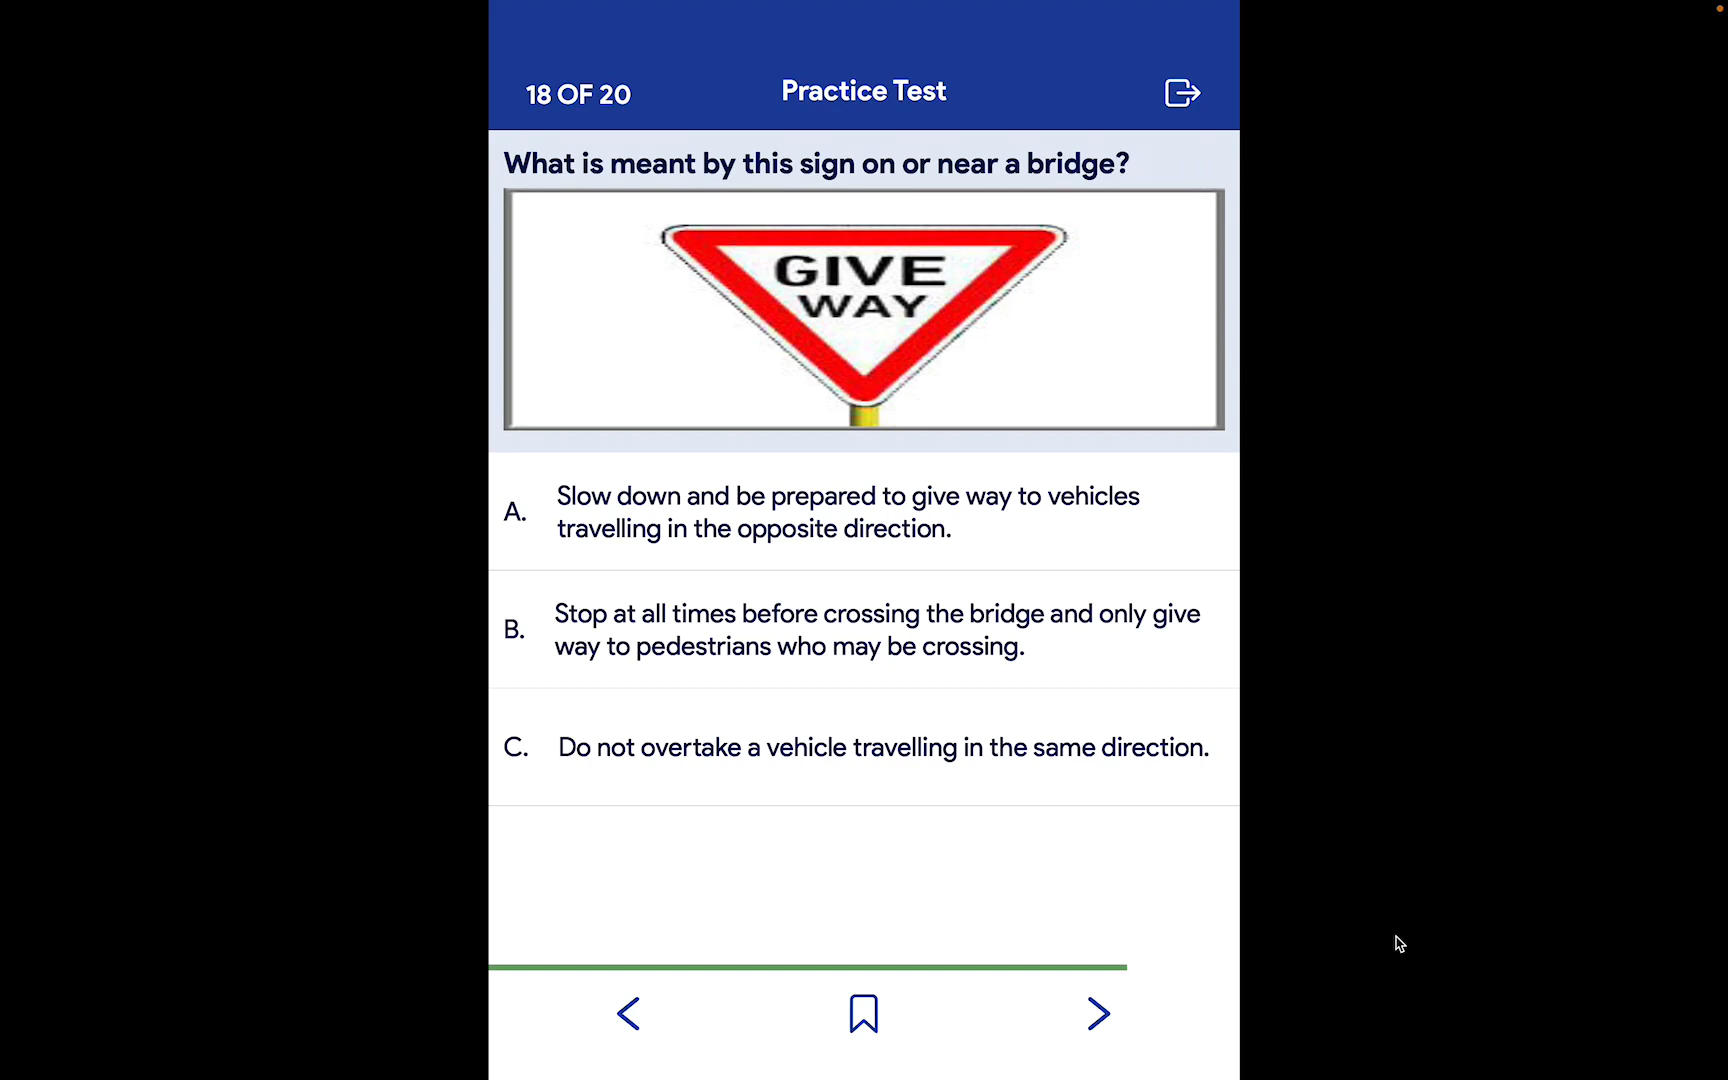 18 OF 20
Practice Test
What is meant by this sign on or near a bridge?
GIVE
WAY
A.
Slow down and be prepared to give way to vehicles
travelling in the opposite direction.
B.
Stop at all times before crossing the bridge and only give
way to pedestrians who may be crossing.
C.
Do not overtake a vehicle travelling in the same direction.